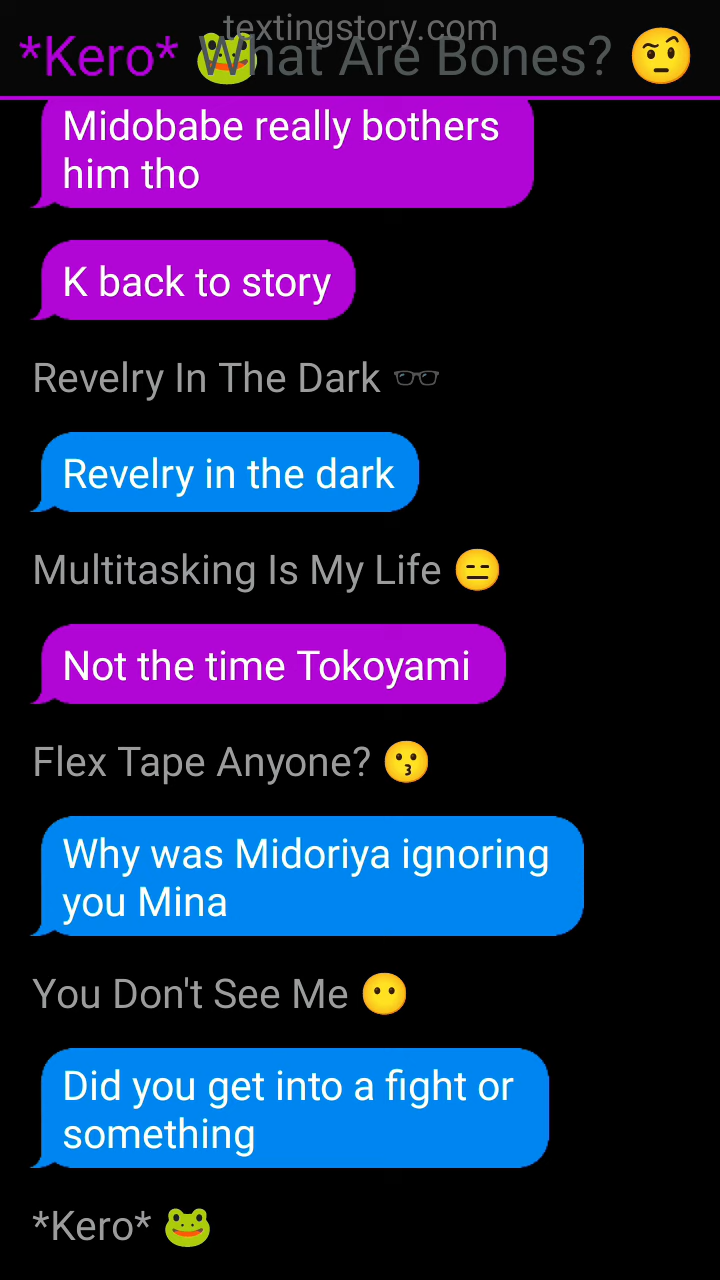 textingstory.com
*Kero* 🐸 What Are Bones? 🤨
Midobabe really bothers
him tho
K back to story
Revelry In The Dark 🕶️
Revelry in the dark
Multitasking Is My Life 😑
Not the time Tokoyami
Flex Tape Anyone? 😗
Why was Midoriya ignoring
you Mina
You Don't See Me 😶
Did you get into a fight or
something
*Kero* 🐸